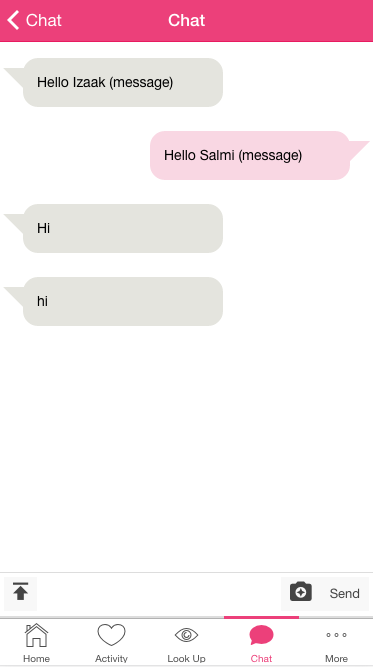 Chat
Chat
Hello Izaak (message)
Hello Salmi (message)
Hi
hi
Send
Home
Activity
Look Up
Chat
More